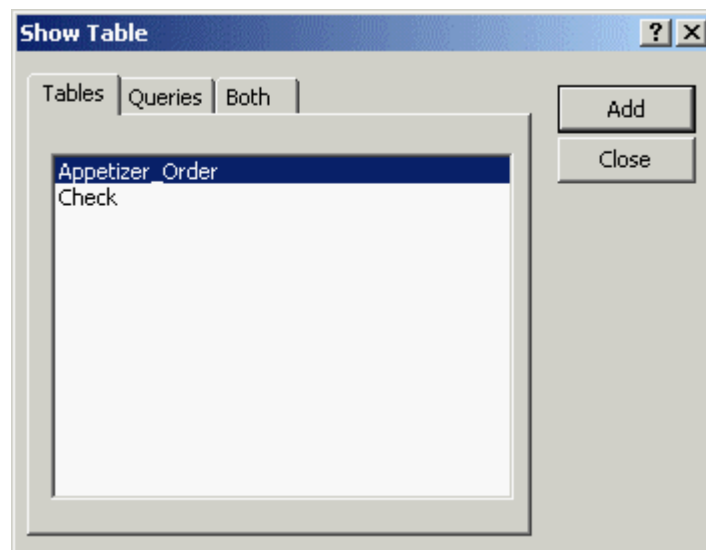 Show Table
Tables Queries Both
Add
Close
Appetizer_Order
Check